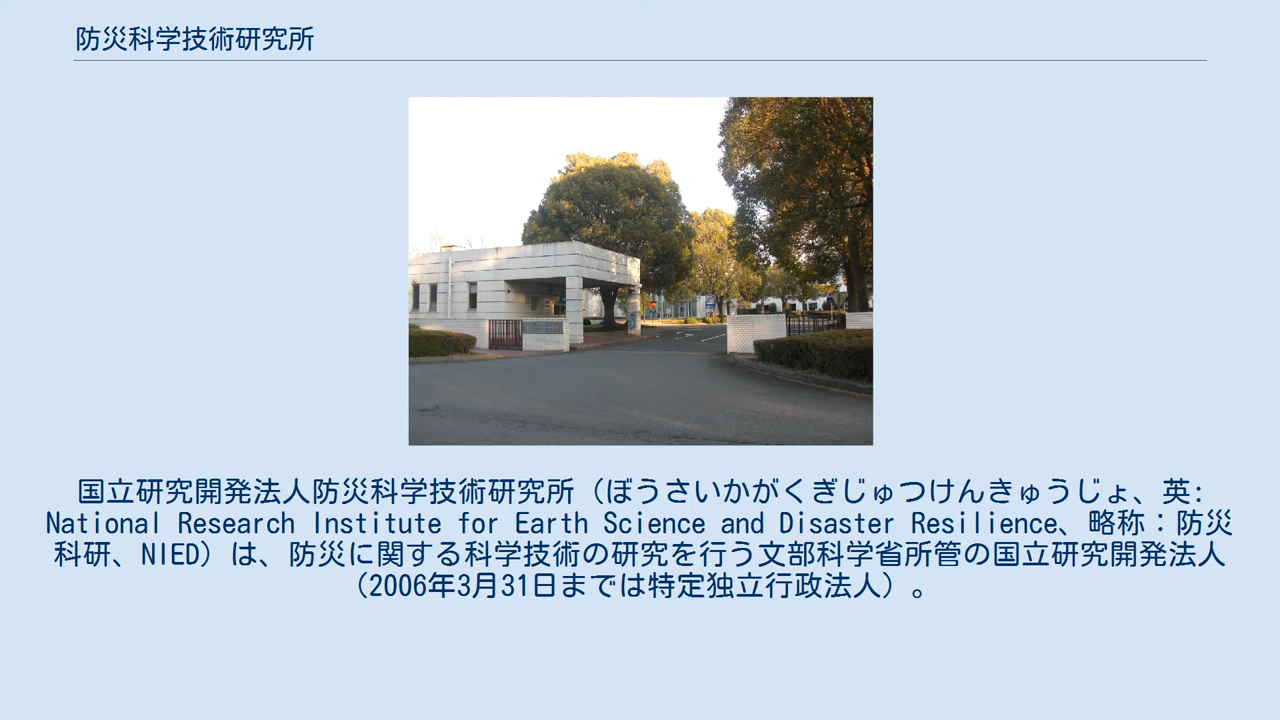 防災科学技術研究所
国立研究開発法人防災科学技術研究所（ぼうさいかがくぎじゅつけんきゅうじょ、英:
National Research Institute for Earth Science and Disaster Resilience、略称：防災
科研、NIED）は、防災に関する科学技術の研究を行う文部科学省所管の国立研究開発法人
（2006年3月31日までは特定独立行政法人）。